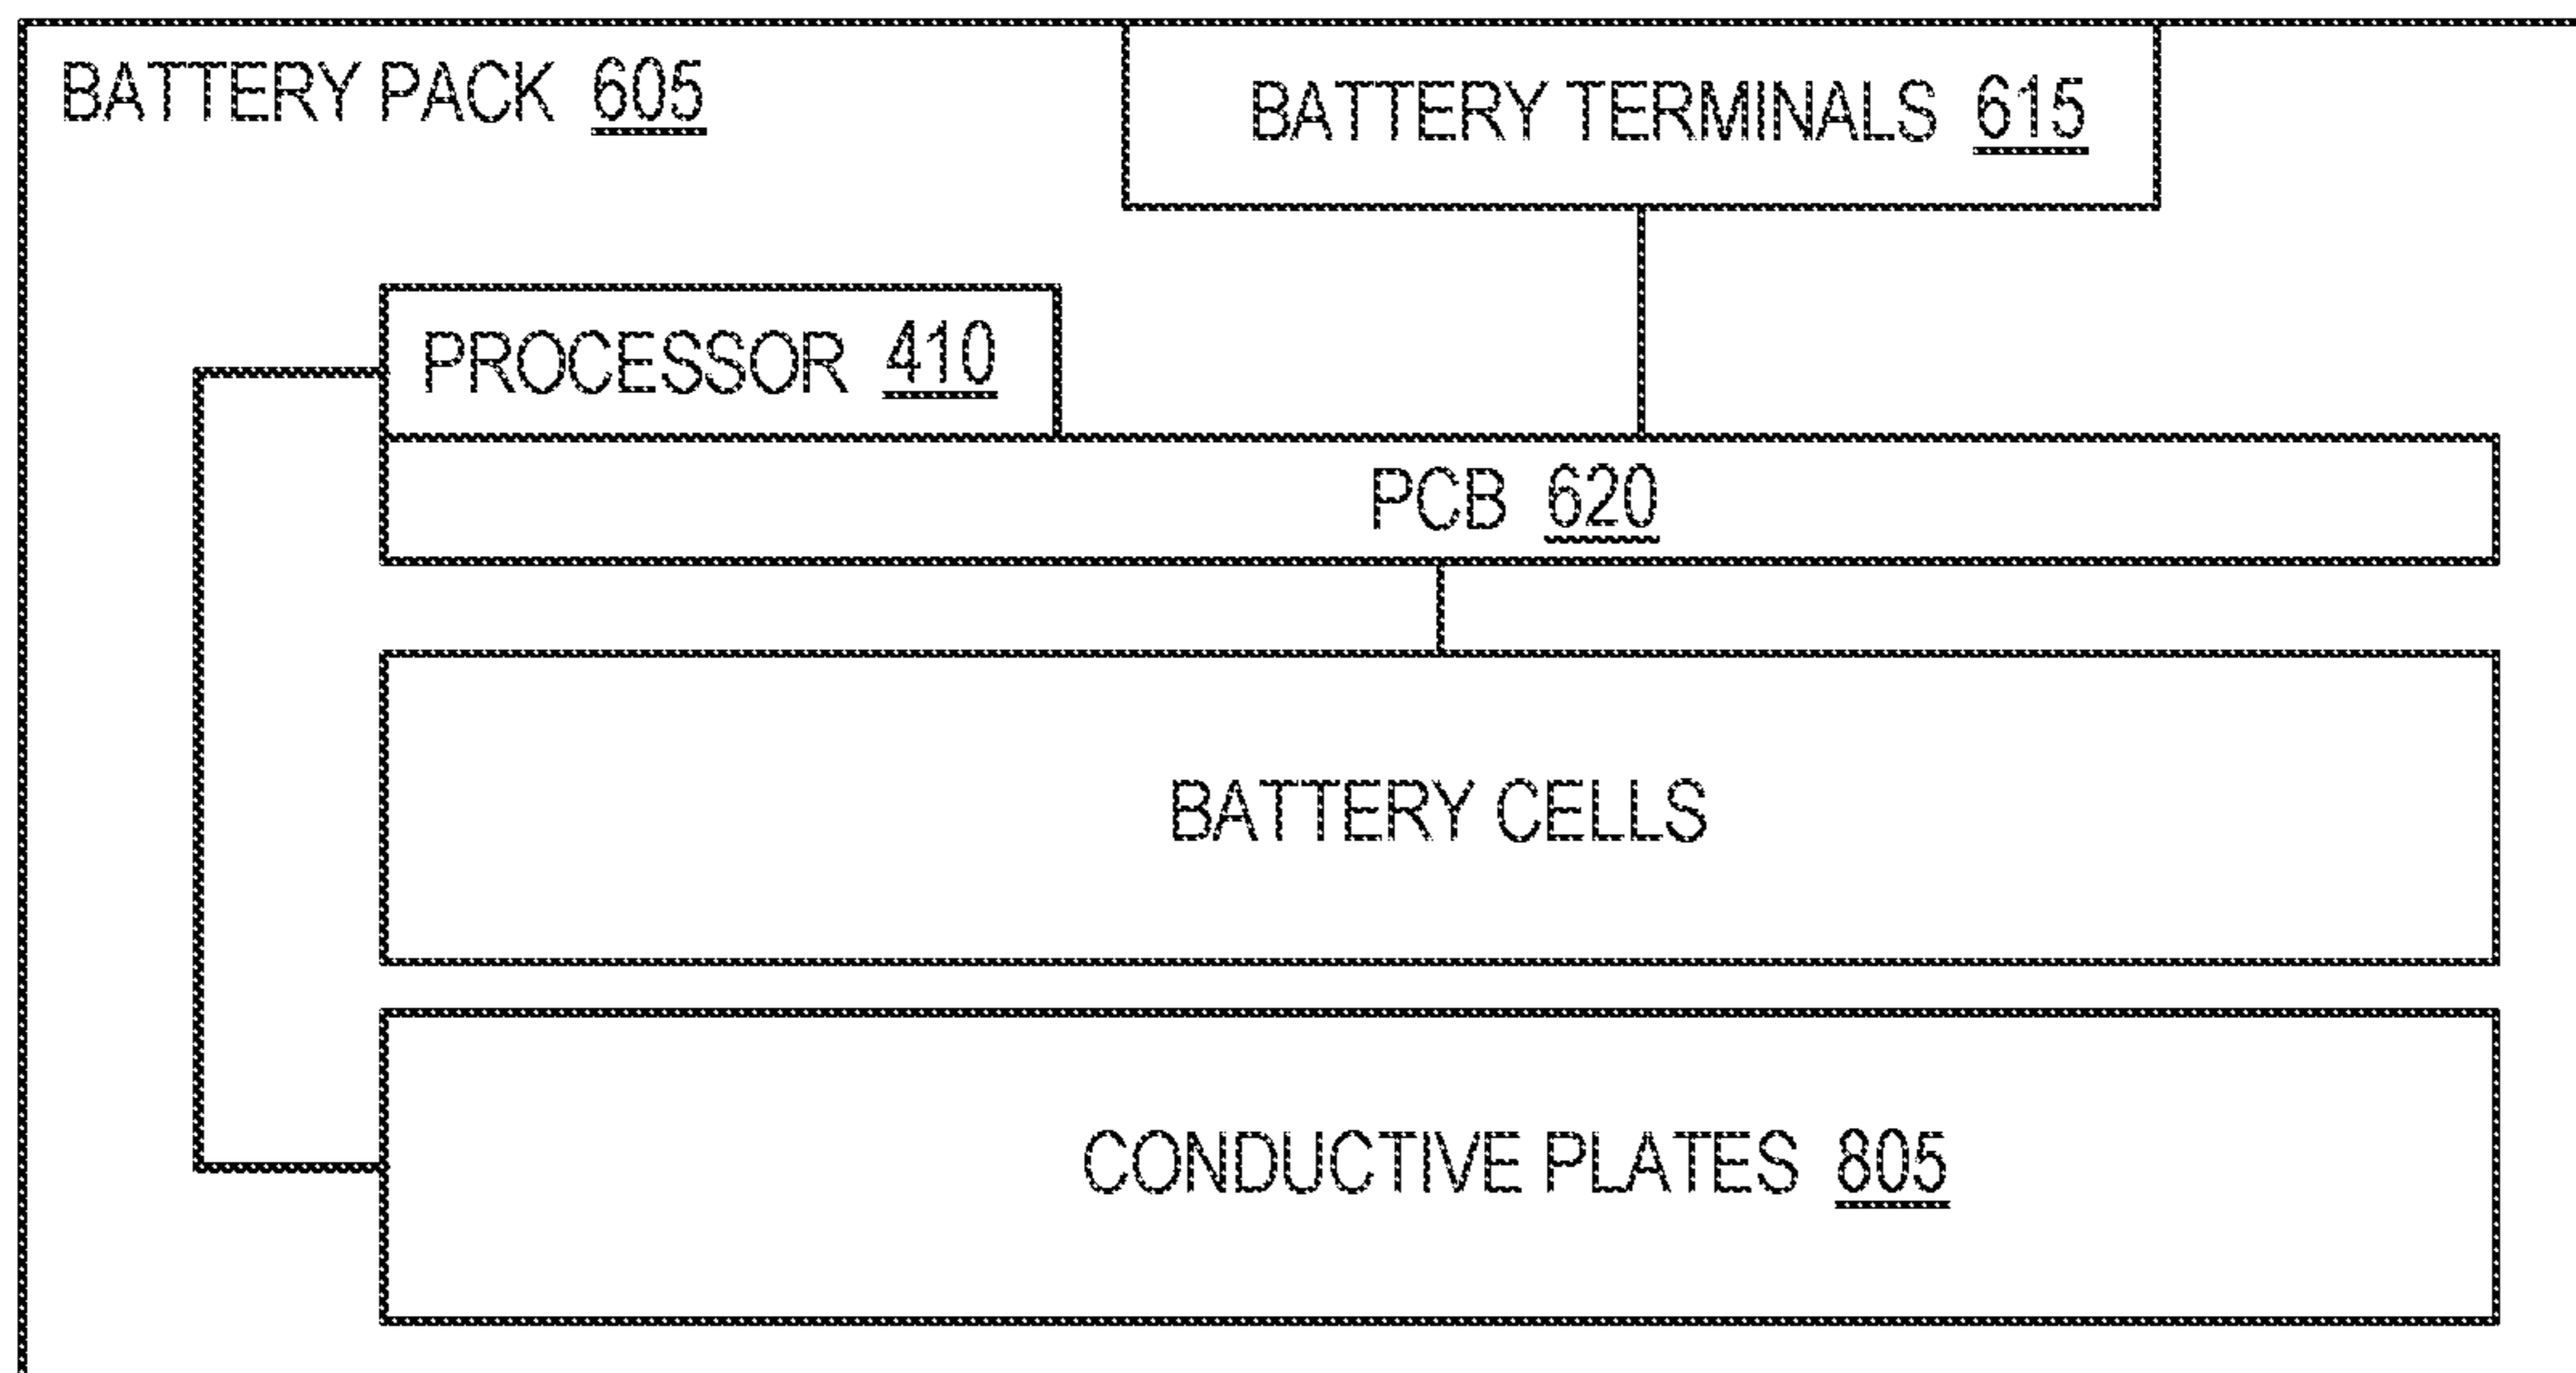 BATTERY PACK 605
BATTERY TERMINALS 615
PROCESSOR 410
PCB 620
BATTERY CELLS
CONDUCTIVE PLATES 805